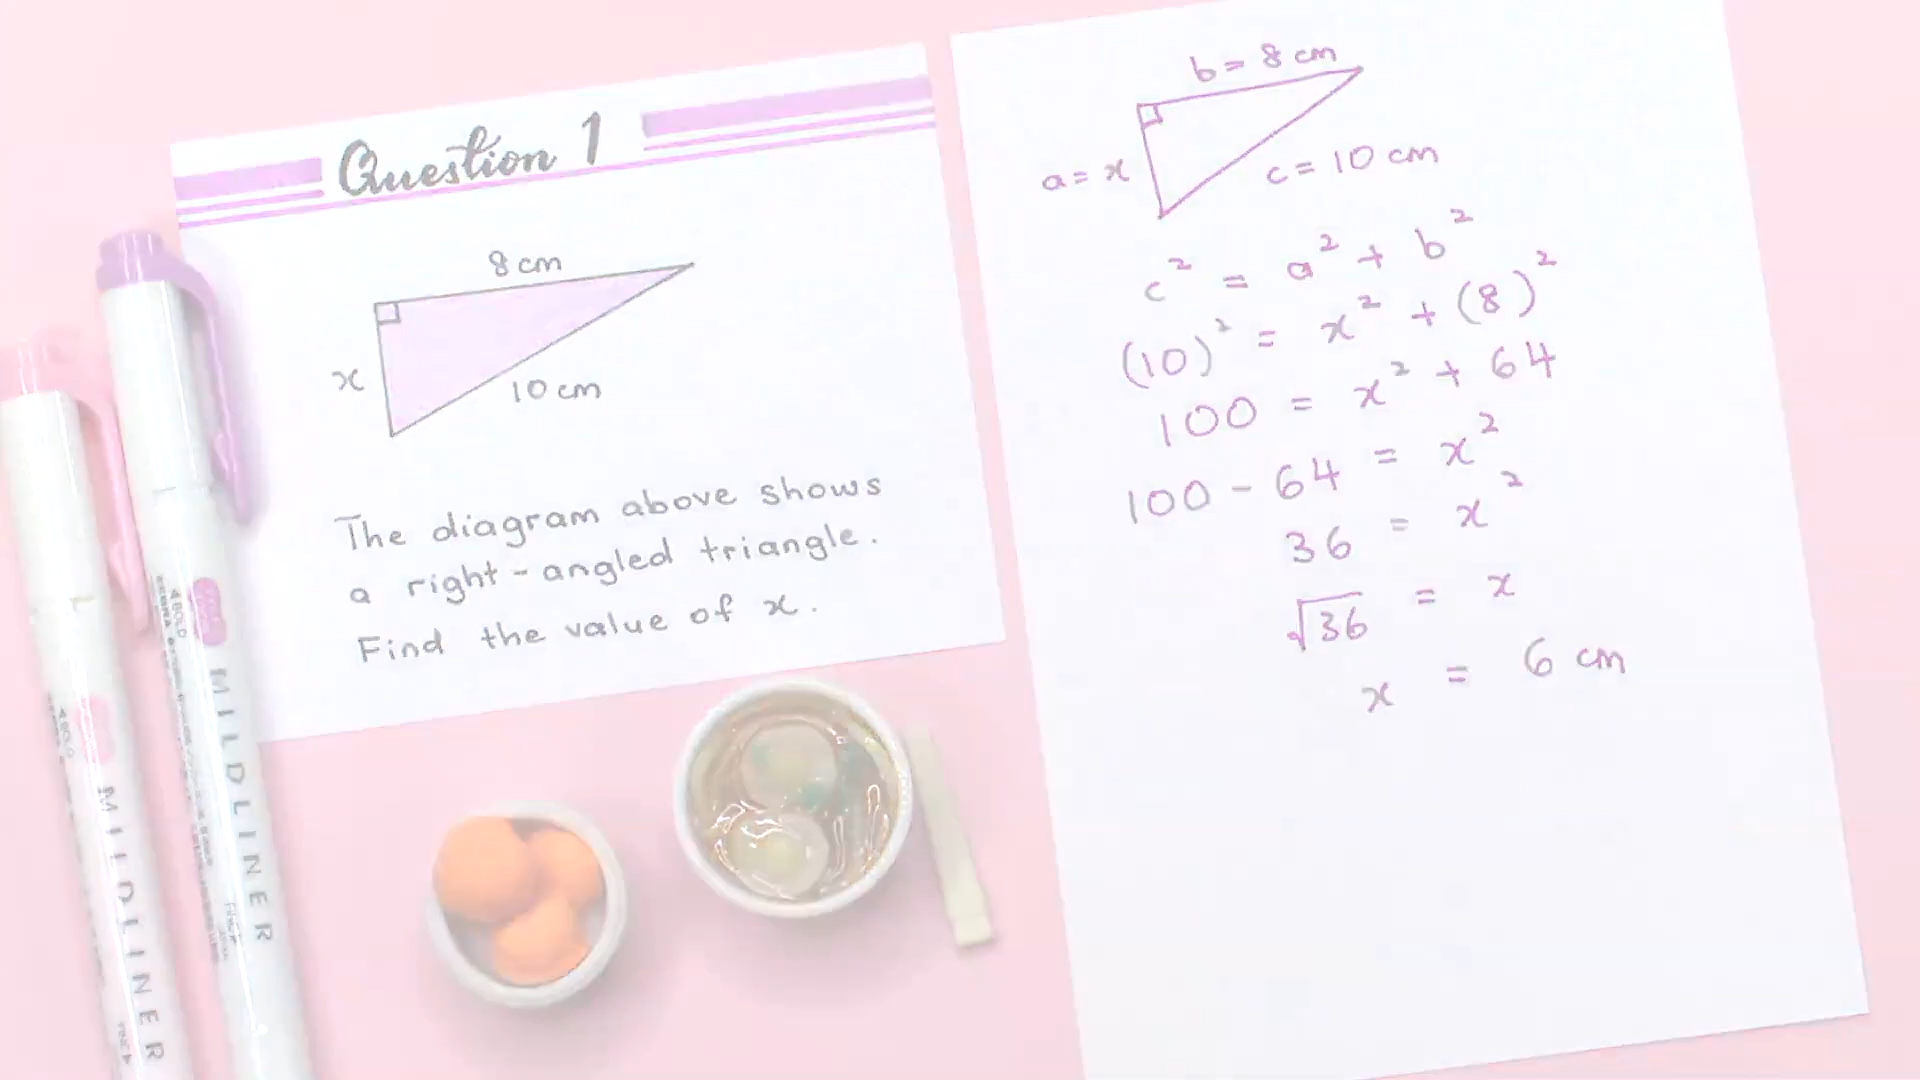 Question 1
8 cm
x
10 cm
The diagram above shows
a right-angled triangle.
Find the value of x.
b = 8 cm
a = x
c = 10 cm
c² = a² + b²
(10)² = x² + (8)²
100 = x² + 64
100 - 64 = x²
36 = x²
√36 = x
x = 6 cm
MILDLINER
MILDLINER